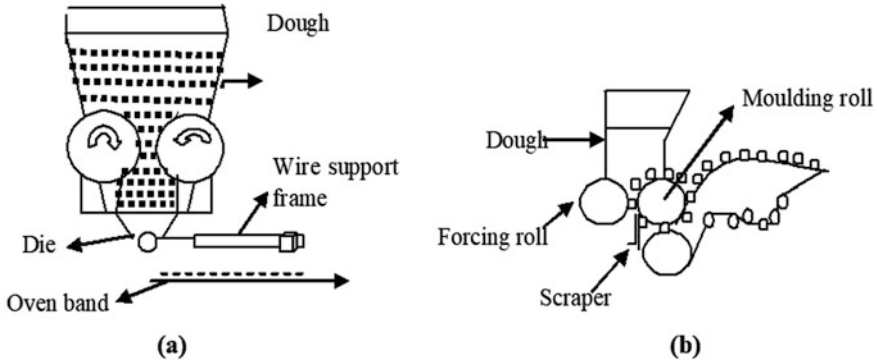 Dough
Wire support
frame
Die
Oven band
(a)
Moulding roll
Dough
Forcing roll
Scraper
(b)